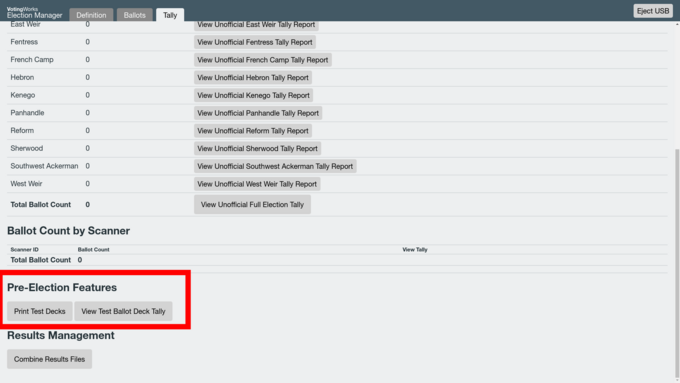 VotingWorks
Election Manager Definition Ballots Tally Eject USB
East Weir 0 View Unofficial East Weir Tally Report
Fentress 0 View Unofficial Fentress Tally Report
French Camp 0 View Unofficial French Camp Tally Report
Hebron 0 View Unofficial Hebron Tally Report
Kenego 0 View Unofficial Kenego Tally Report
Panhandle 0 View Unofficial Panhandle Tally Report
Reform 0 View Unofficial Reform Tally Report
Sherwood 0 View Unofficial Sherwood Tally Report
Southwest Ackerman 0 View Unofficial Southwest Ackerman Tally Report
West Weir 0 View Unofficial West Weir Tally Report
Total Ballot Count 0 View Unofficial Full Election Tally
Ballot Count by Scanner
Scanner ID Ballot Count View Tally
Total Ballot Count 0
Pre-Election Features
Print Test Decks View Test Ballot Deck Tally
Results Management
Combine Results Files